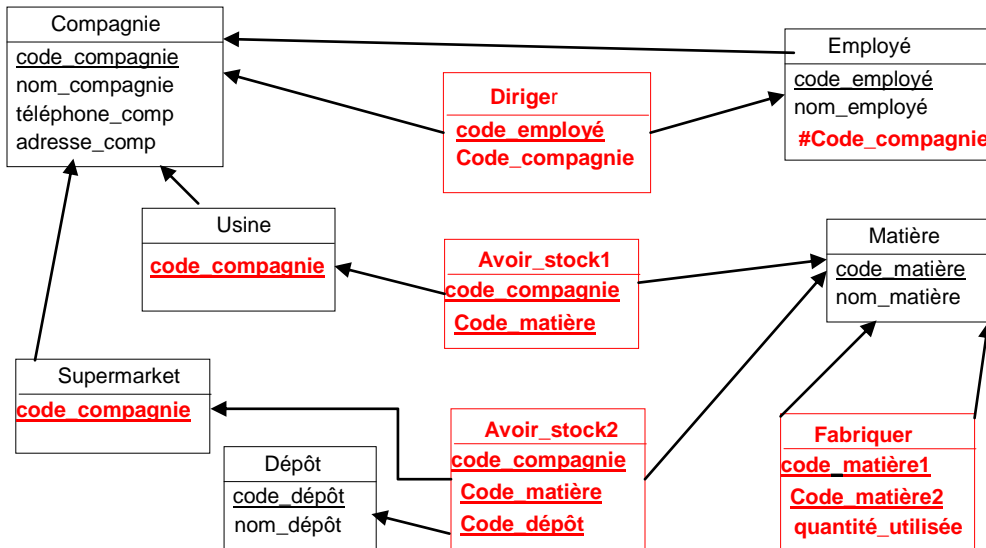 Compagnie
code_compagnie
nom_compagnie
téléphone_comp
adresse_comp
Employé
code_employé
nom_employé
#Code_compagnie
Diriger
code_employé
Code_compagnie
Usine
code_compagnie
Avoir_stock1
code_compagnie
Code_matière
Matière
code_matière
nom_matière
Supermarket
code_compagnie
Avoir_stock2
code_compagnie
Code_matière
Code_dépôt
Dépôt
code_dépôt
nom_dépôt
Fabriquer
code_matière1
Code_matière2
quantité_utilisée